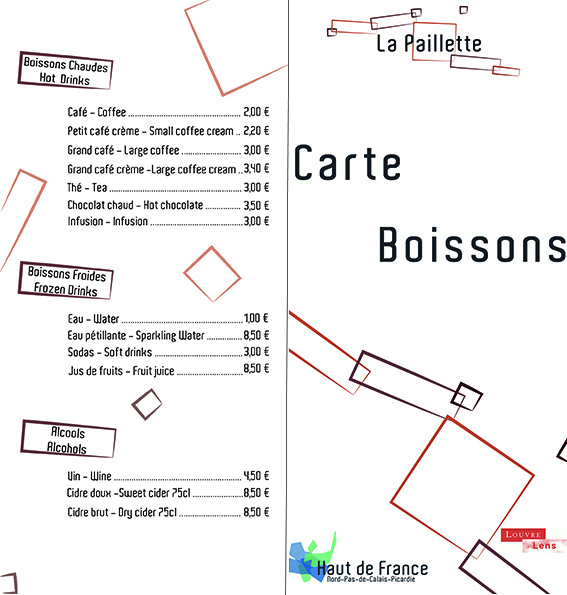 Boissons Chaudes
Hot Drinks
Café – Coffee ........................................ 2,00 €
Petit café crème – Small coffee cream .. 2,20 €
Grand café – Large coffee ..................... 3,00 €
Grand café crème –Large coffee cream ..3,40 €
Thé – Tea ............................................. 3,00 €
Chocolat chaud – Hot chocolate ............ 3,50 €
Infusion – Infusion ...............................3,00 €
Boissons Froides
Frozen Drinks
Eau – Water .........................................1,00 €
Eau pétillante – Sparkling Water ............8,50 €
Sodas – Soft drinks ..............................3,00 €
Jus de fruits – Fruit juice ...................... 8,50 €
Alcools
Alcohols
Vin – Wine ............................................4,50 €
Cidre doux –Sweet cider 75cl .................8,50 €
Cidre brut – Dry cider 75cl .....................8,50 €
La Paillette
Carte
Boissons
Louvre
Lens
Haut de France
Nord-Pas-de-Calais-Picardie